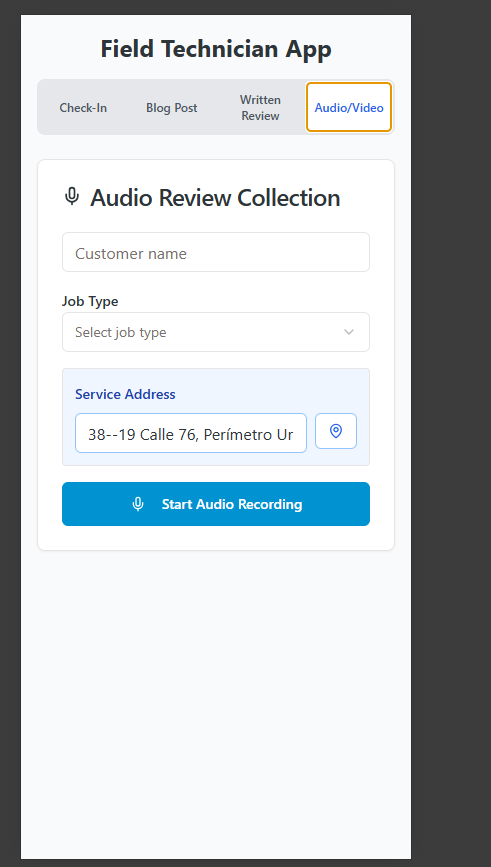 Field Technician App
Check-In
Blog Post
Written
Review
Audio/Video
Audio Review Collection
Customer name
Job Type
Select job type
Service Address
38--19 Calle 76, Perímetro Ur
Start Audio Recording